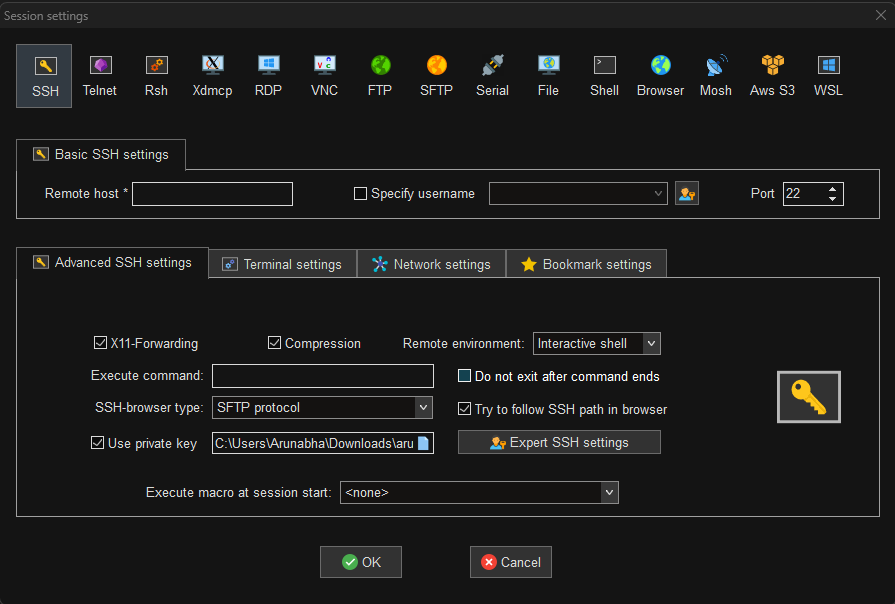 Session settings
SSH Telnet Rsh Xdmcp RDP VNC FTP SFTP Serial File Shell Browser Mosh Aws S3 WSL
Basic SSH settings
Remote host * Specify username Port 22
Advanced SSH settings Terminal settings Network settings Bookmark settings
X11-Forwarding Compression Remote environment: Interactive shell
Execute command: Do not exit after command ends
SSH-browser type: SFTP protocol Try to follow SSH path in browser
Use private key C:\Users\Arunabha\Downloads\aru Expert SSH settings
Execute macro at session start: <none>
OK Cancel